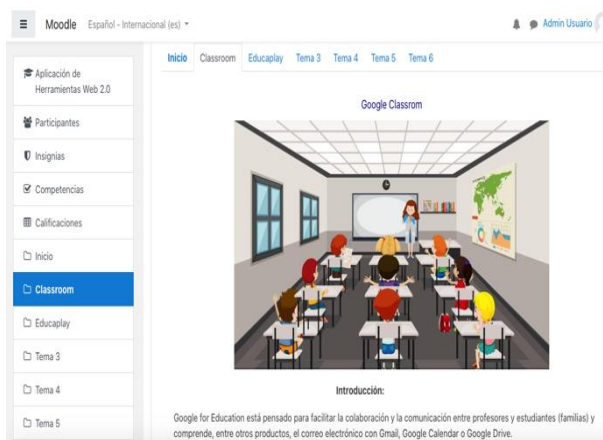 Moodle Español - Internacional (es)
Admin Usuario
Aplicación de
Herramientas Web 2.0
Participantes
Insignias
Competencias
Calificaciones
Inicio
Classroom
Educaplay
Tema 3
Tema 4
Tema 5
Inicio Classroom Educaplay Tema 3 Tema 4 Tema 5 Tema 6
Google Classrom
Introducción:
Google for Education está pensado para facilitar la colaboración y la comunicación entre profesores y estudiantes (familias) y
comprende, entre otros productos, el correo electrónico con Gmail, Google Calendar o Google Drive.